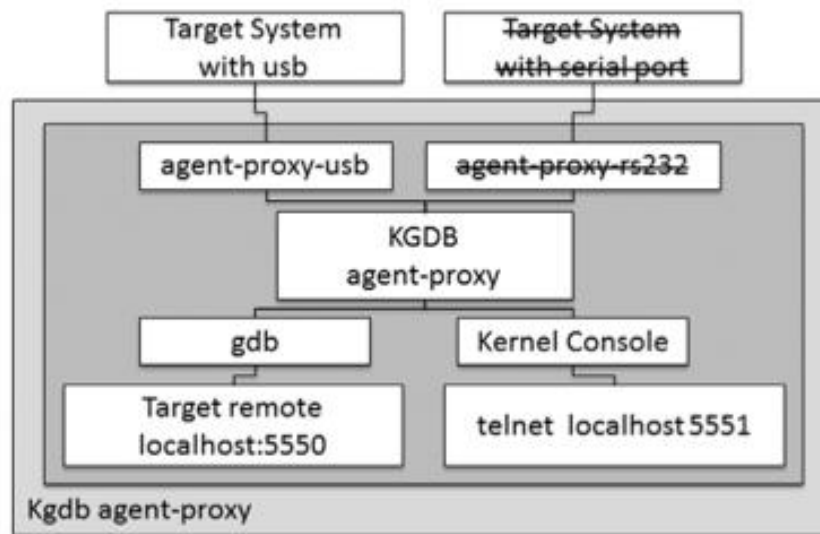 Target System
with usb
Target System
with serial port
agent-proxy-usb
agent-proxy-rs232
KGDB
agent-proxy
gdb
Kernel Console
Target remote
localhost:5550
telnet localhost 5551
Kgdb agent-proxy